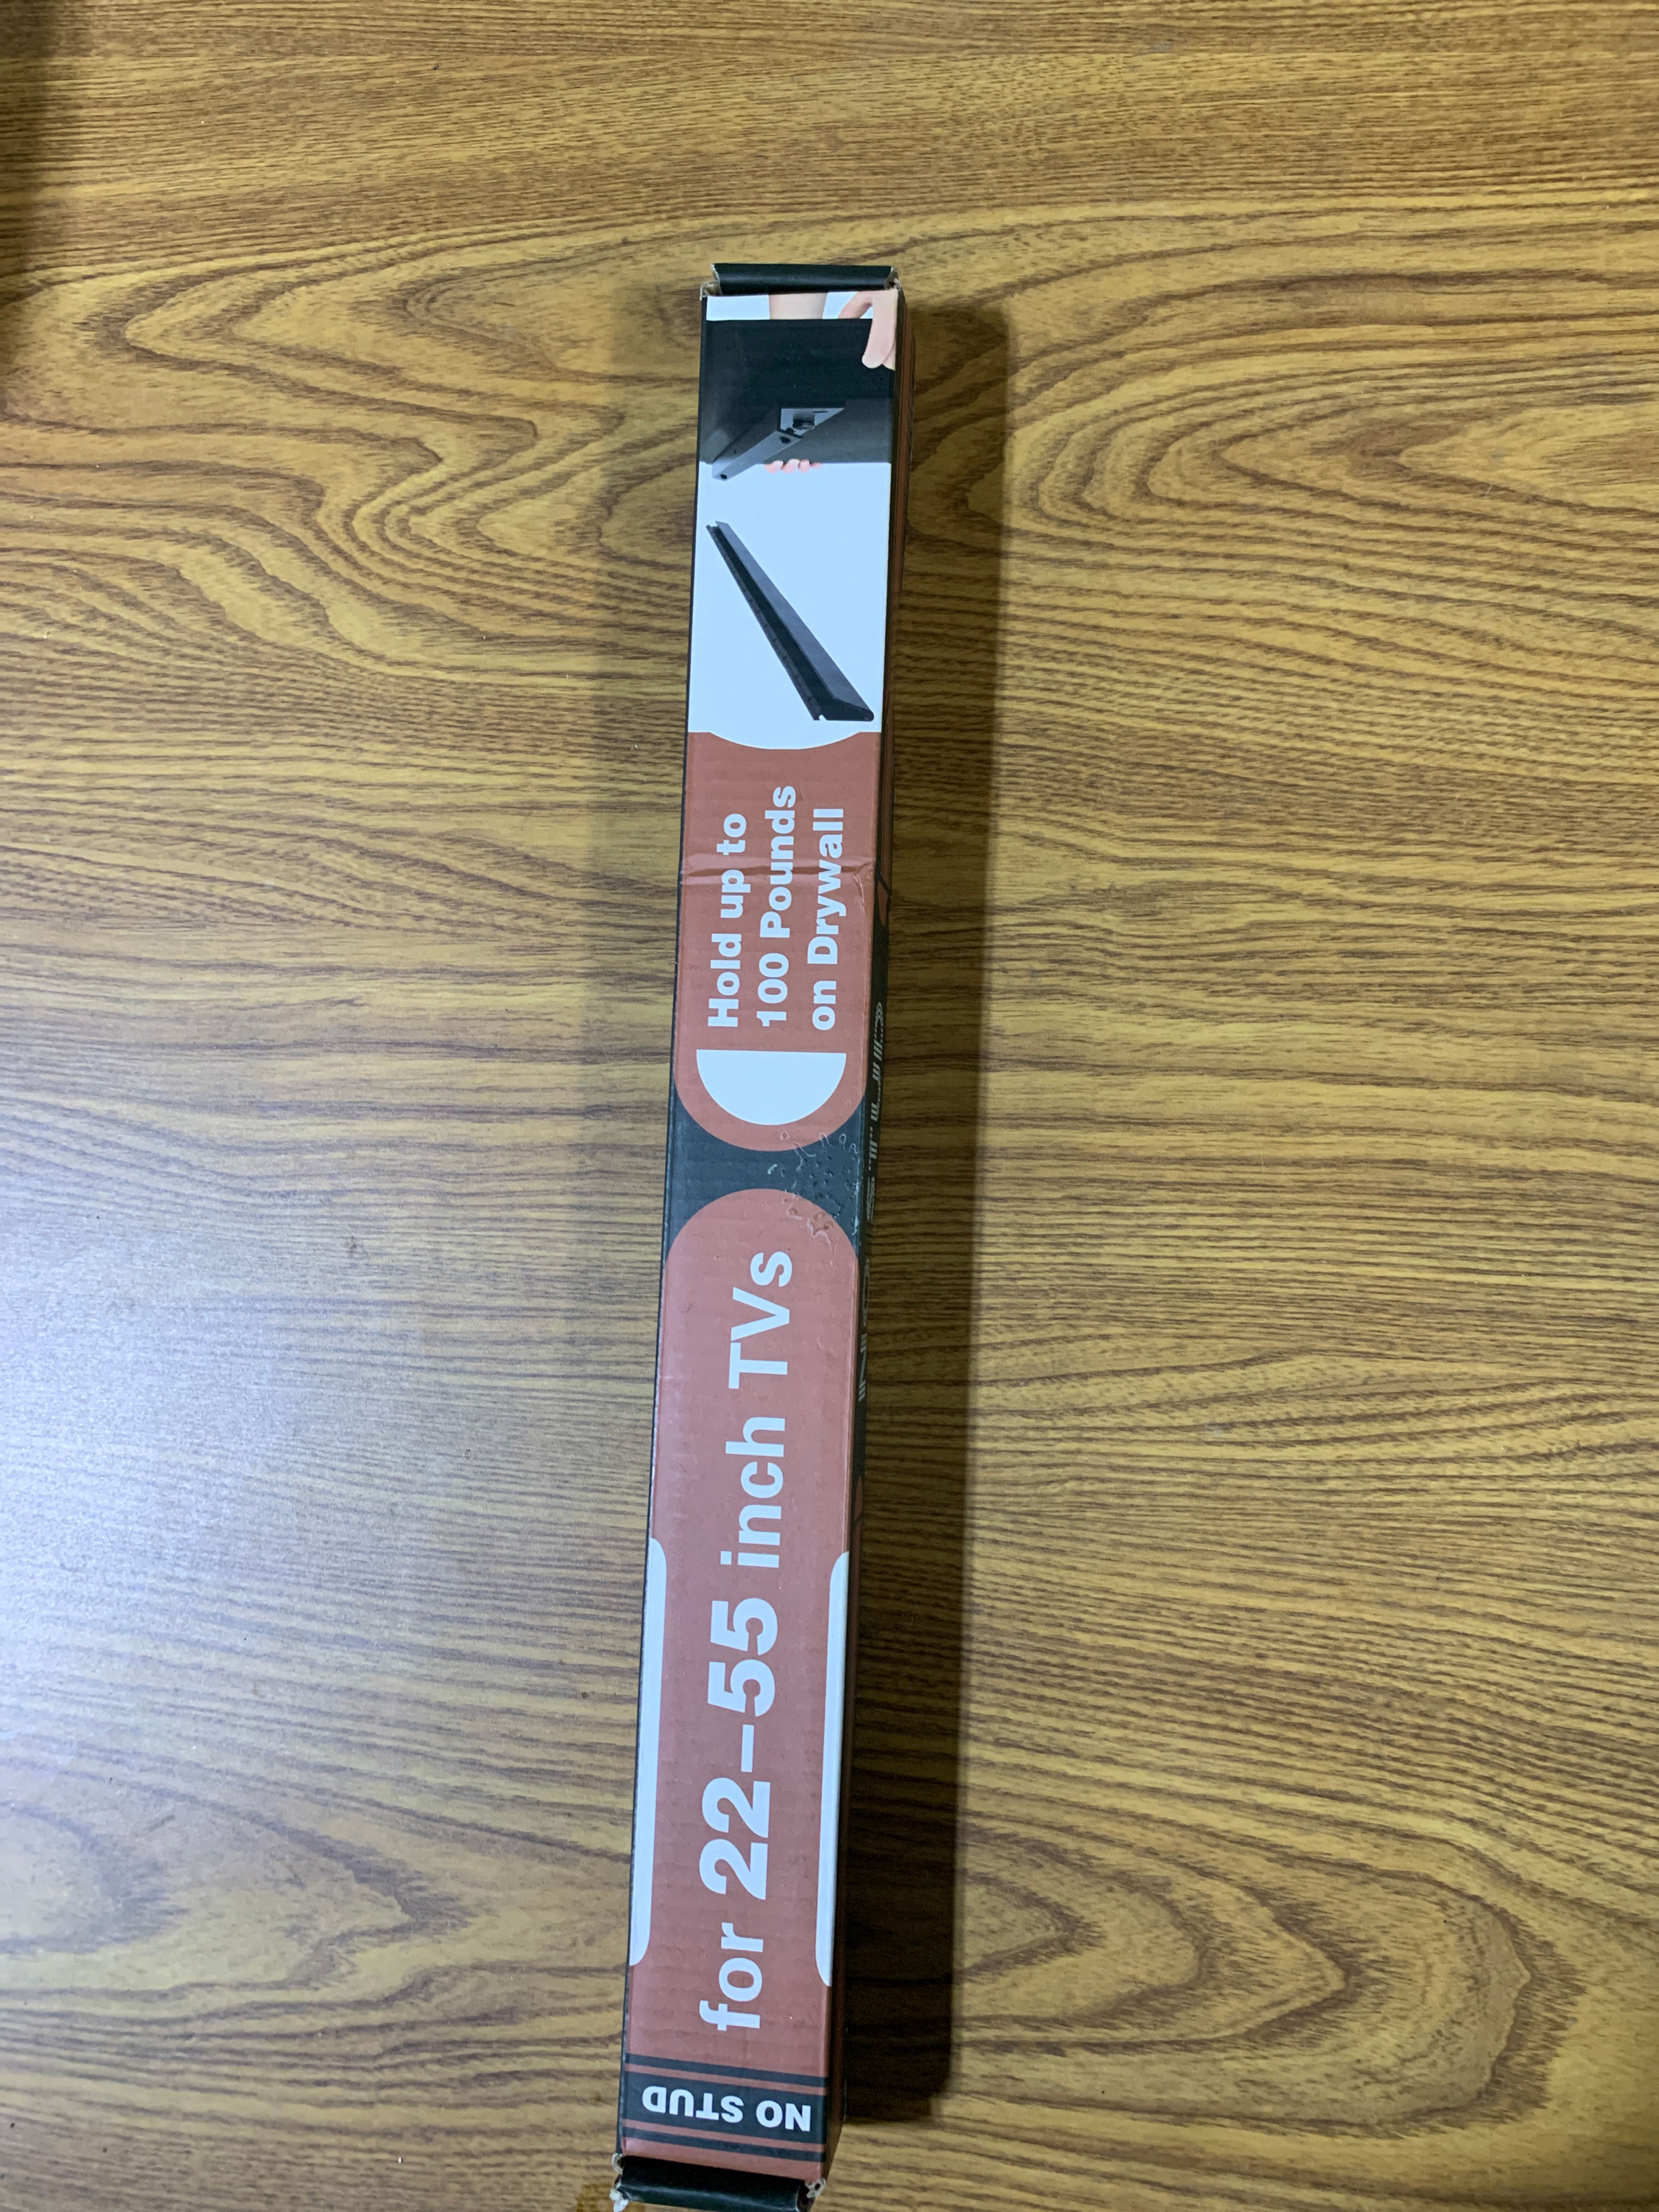 Hold up to
100 Pounds
on Drywall
for 22-55 inch TVs
NO STUD